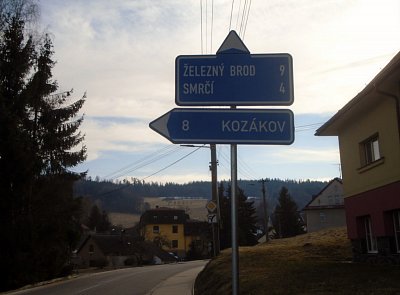 ŽELEZNÝ BROD 9
SMRČÍ 4
8 KOZÁKOV